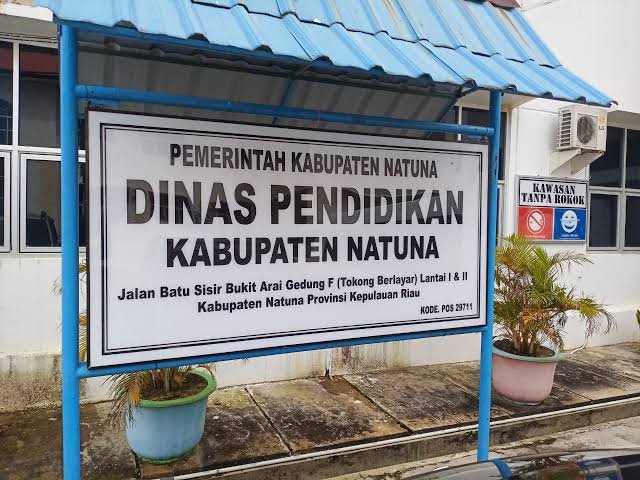 PEMERINTAH KABUPATEN NATUNA
DINAS PENDIDIKAN
KABUPATEN NATUNA
Jalan Batu Sisir Bukit Arai Gedung F (Tokong Berlayar) Lantai I & II
Kabupaten Natuna Provinsi Kepulauan Riau
KODE. POS 29711
KAWASAN
TANPA ROKOK
LG